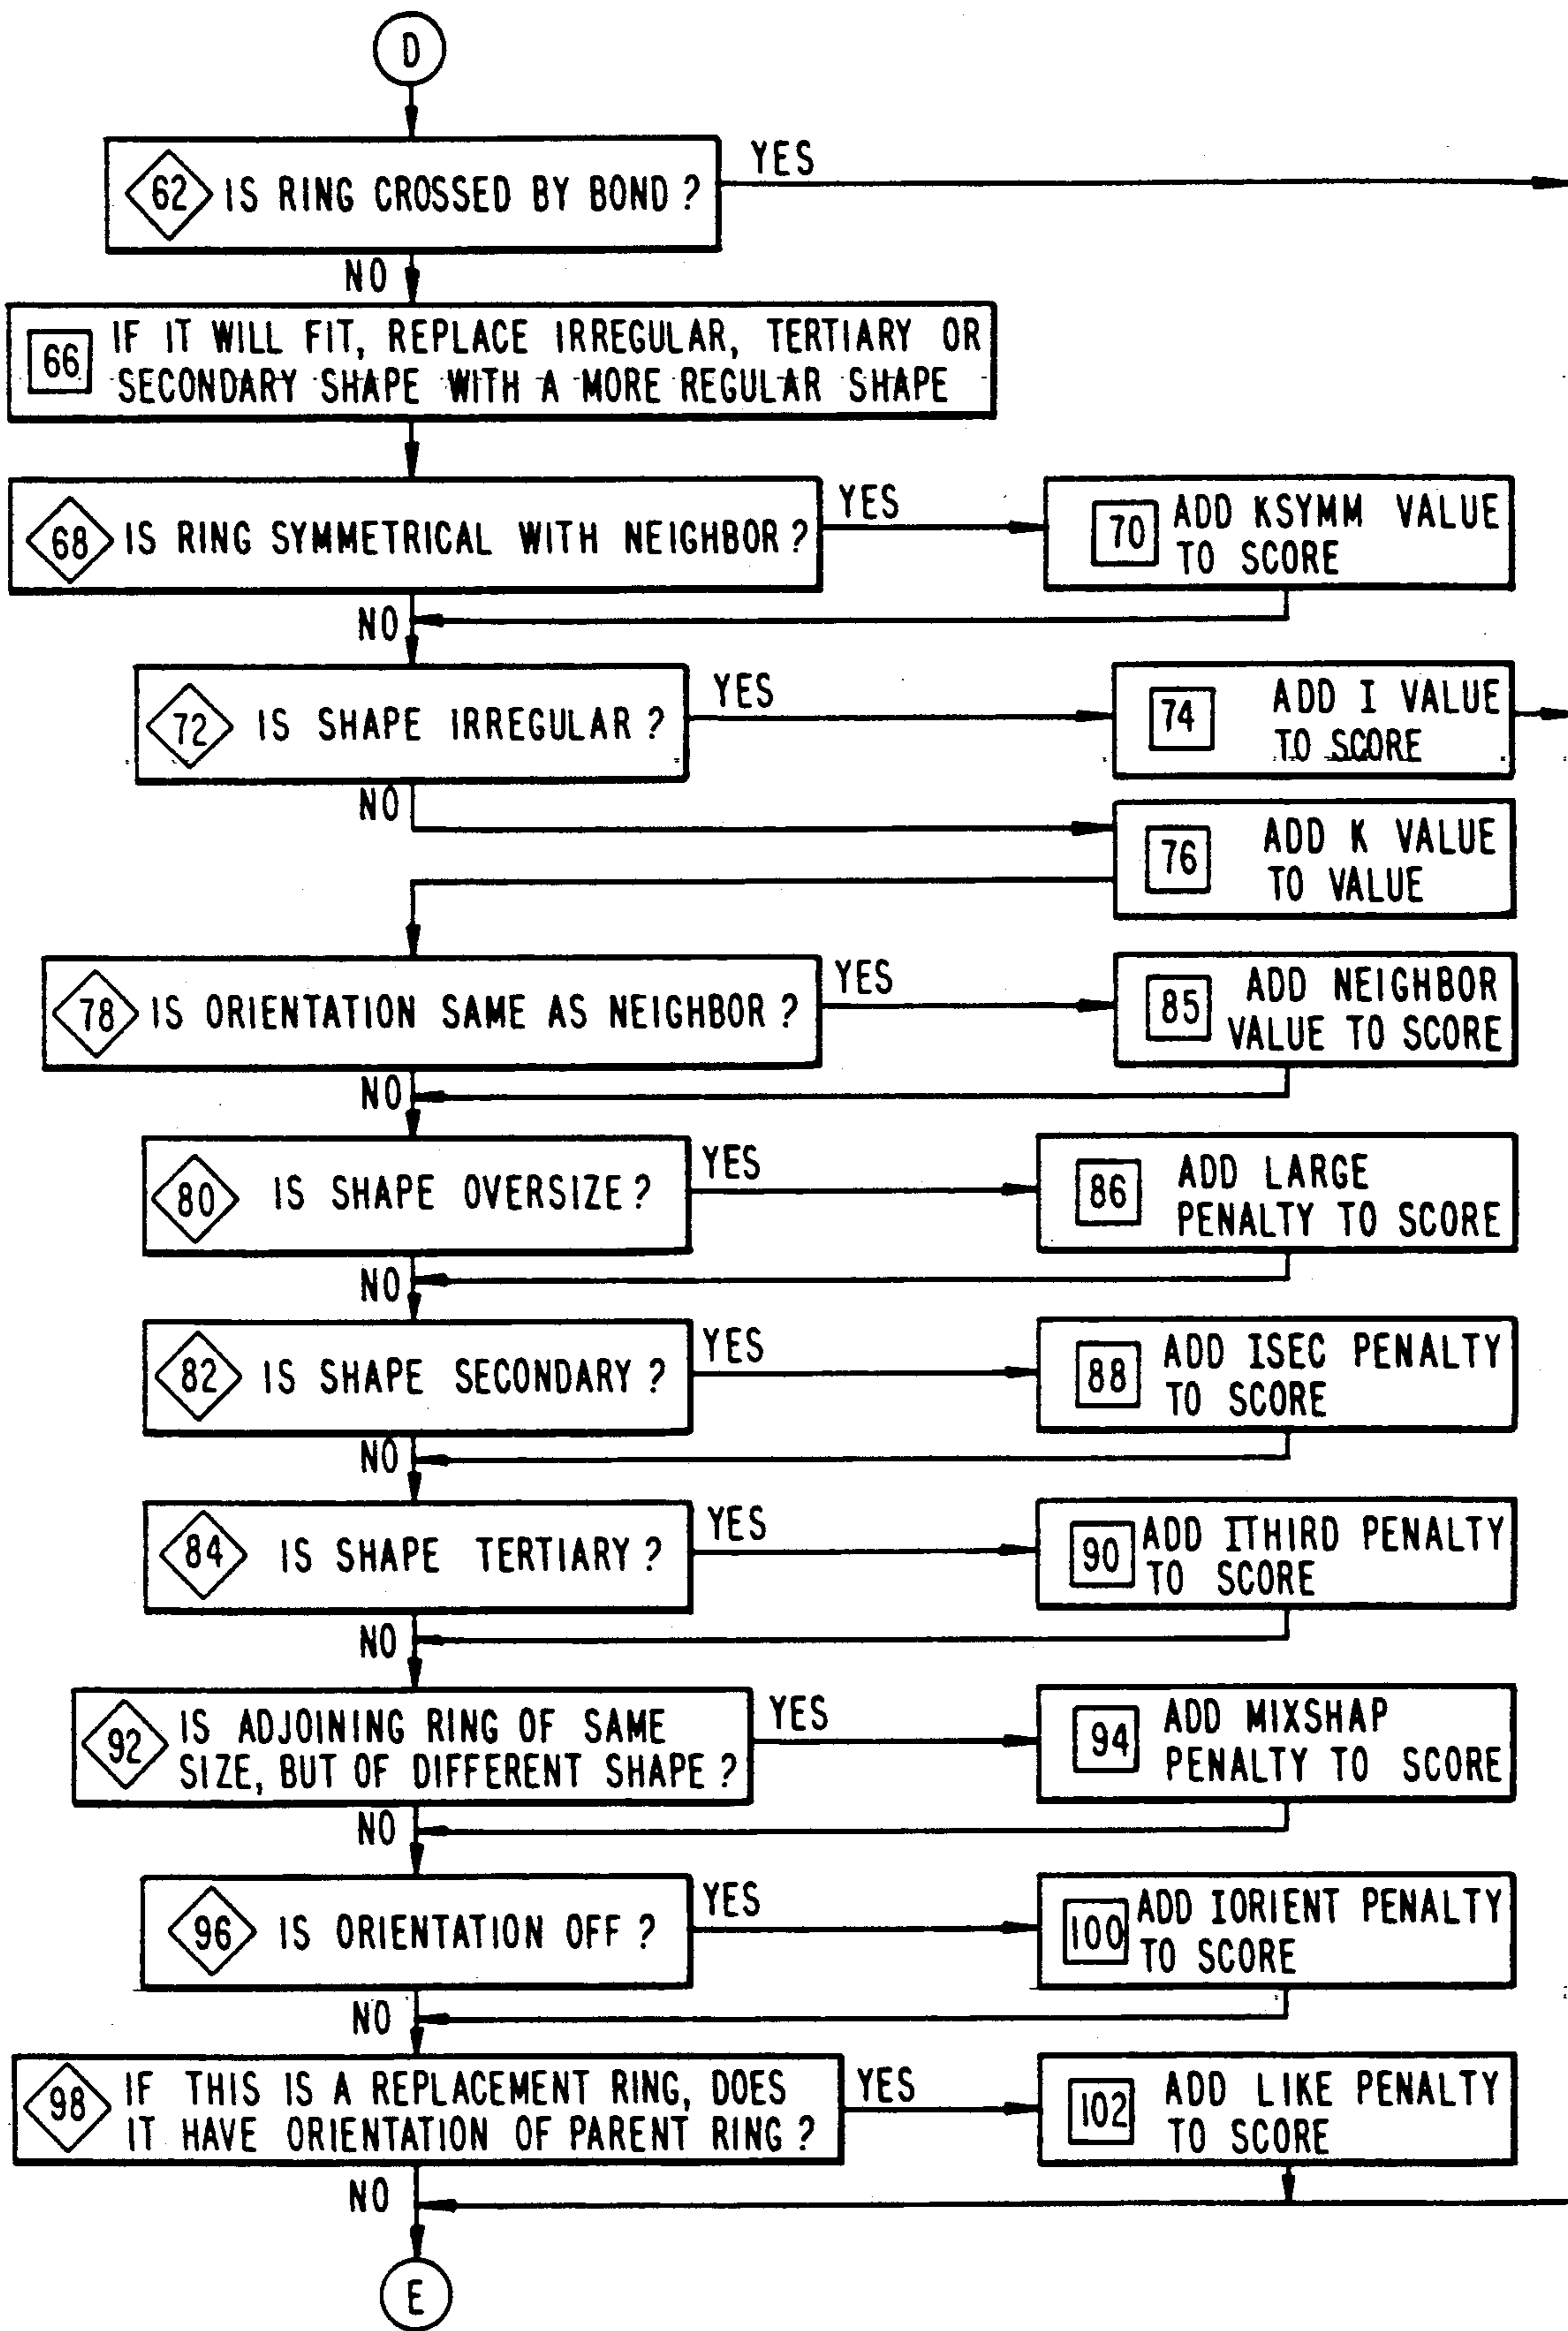 D
62 IS RING CROSSED BY BOND ?
YES
NO
66 IF IT WILL FIT, REPLACE IRREGULAR, TERTIARY OR
SECONDARY SHAPE WITH A MORE REGULAR SHAPE
68 IS RING SYMMETRICAL WITH NEIGHBOR ?
YES
70 ADD KSYMM VALUE
TO SCORE
NO
72 IS SHAPE IRREGULAR ?
YES
74 ADD I VALUE
TO SCORE
NO
76 ADD K VALUE
TO VALUE
78 IS ORIENTATION SAME AS NEIGHBOR ?
YES
85 ADD NEIGHBOR
VALUE TO SCORE
NO
80 IS SHAPE OVERSIZE ?
YES
86 ADD LARGE
PENALTY TO SCORE
NO
82 IS SHAPE SECONDARY ?
YES
88 ADD ISEC PENALTY
TO SCORE
NO
84 IS SHAPE TERTIARY ?
YES
90 ADD ITHIRD PENALTY
TO SCORE
NO
92 IS ADJOINING RING OF SAME
SIZE, BUT OF DIFFERENT SHAPE ?
YES
94 ADD MIXSHAP
PENALTY TO SCORE
NO
96 IS ORIENTATION OFF ?
YES
100 ADD IORIENT PENALTY
TO SCORE
NO
98 IF THIS IS A REPLACEMENT RING, DOES
IT HAVE ORIENTATION OF PARENT RING ?
YES
102 ADD LIKE PENALTY
TO SCORE
NO
E